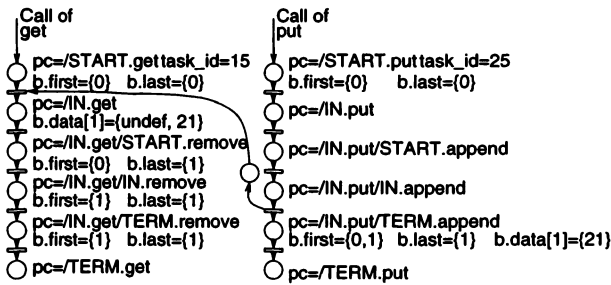 Call of
get
pc=/START.get task_id=15
b.first={0} b.last={0}
pc=/IN.get
b.data[1]={undef, 21}
pc=/IN.get/START.remove
b.first={0} b.last={1}
pc=/IN.get/IN.remove
b.first={1} b.last={1}
pc=/IN.get/TERM.remove
b.first={1} b.last={1}
pc=/TERM.get
Call of
put
pc=/START.put task_id=25
b.first={0} b.last={0}
pc=/IN.put
pc=/IN.put/START.append
pc=/IN.put/IN.append
pc=/IN.put/TERM.append
b.first={0,1} b.last={1} b.data[1]={21}
pc=/TERM.put